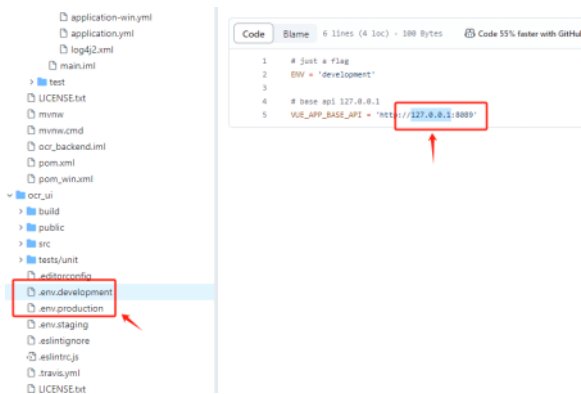 application-win.yml
application.yml
log4j2.xml
main.iml
test
LICENSE.txt
mvnw
mvnw.cmd
ocr_backend.iml
pom.xml
pom_win.xml
ocr_ui
build
public
src
tests/unit
.editorconfig
.env.development
.env.production
.env.staging
.eslintignore
.eslintrc.js
.travis.yml
LICENSE.txt
Code Blame 6 lines (4 loc) · 100 Bytes Code 55% faster with GitHub
1 # just a flag
2 ENV = 'development'
3
4 # base api 127.0.0.1
5 VUE_APP_BASE_API = 'http://127.0.0.1:8089'